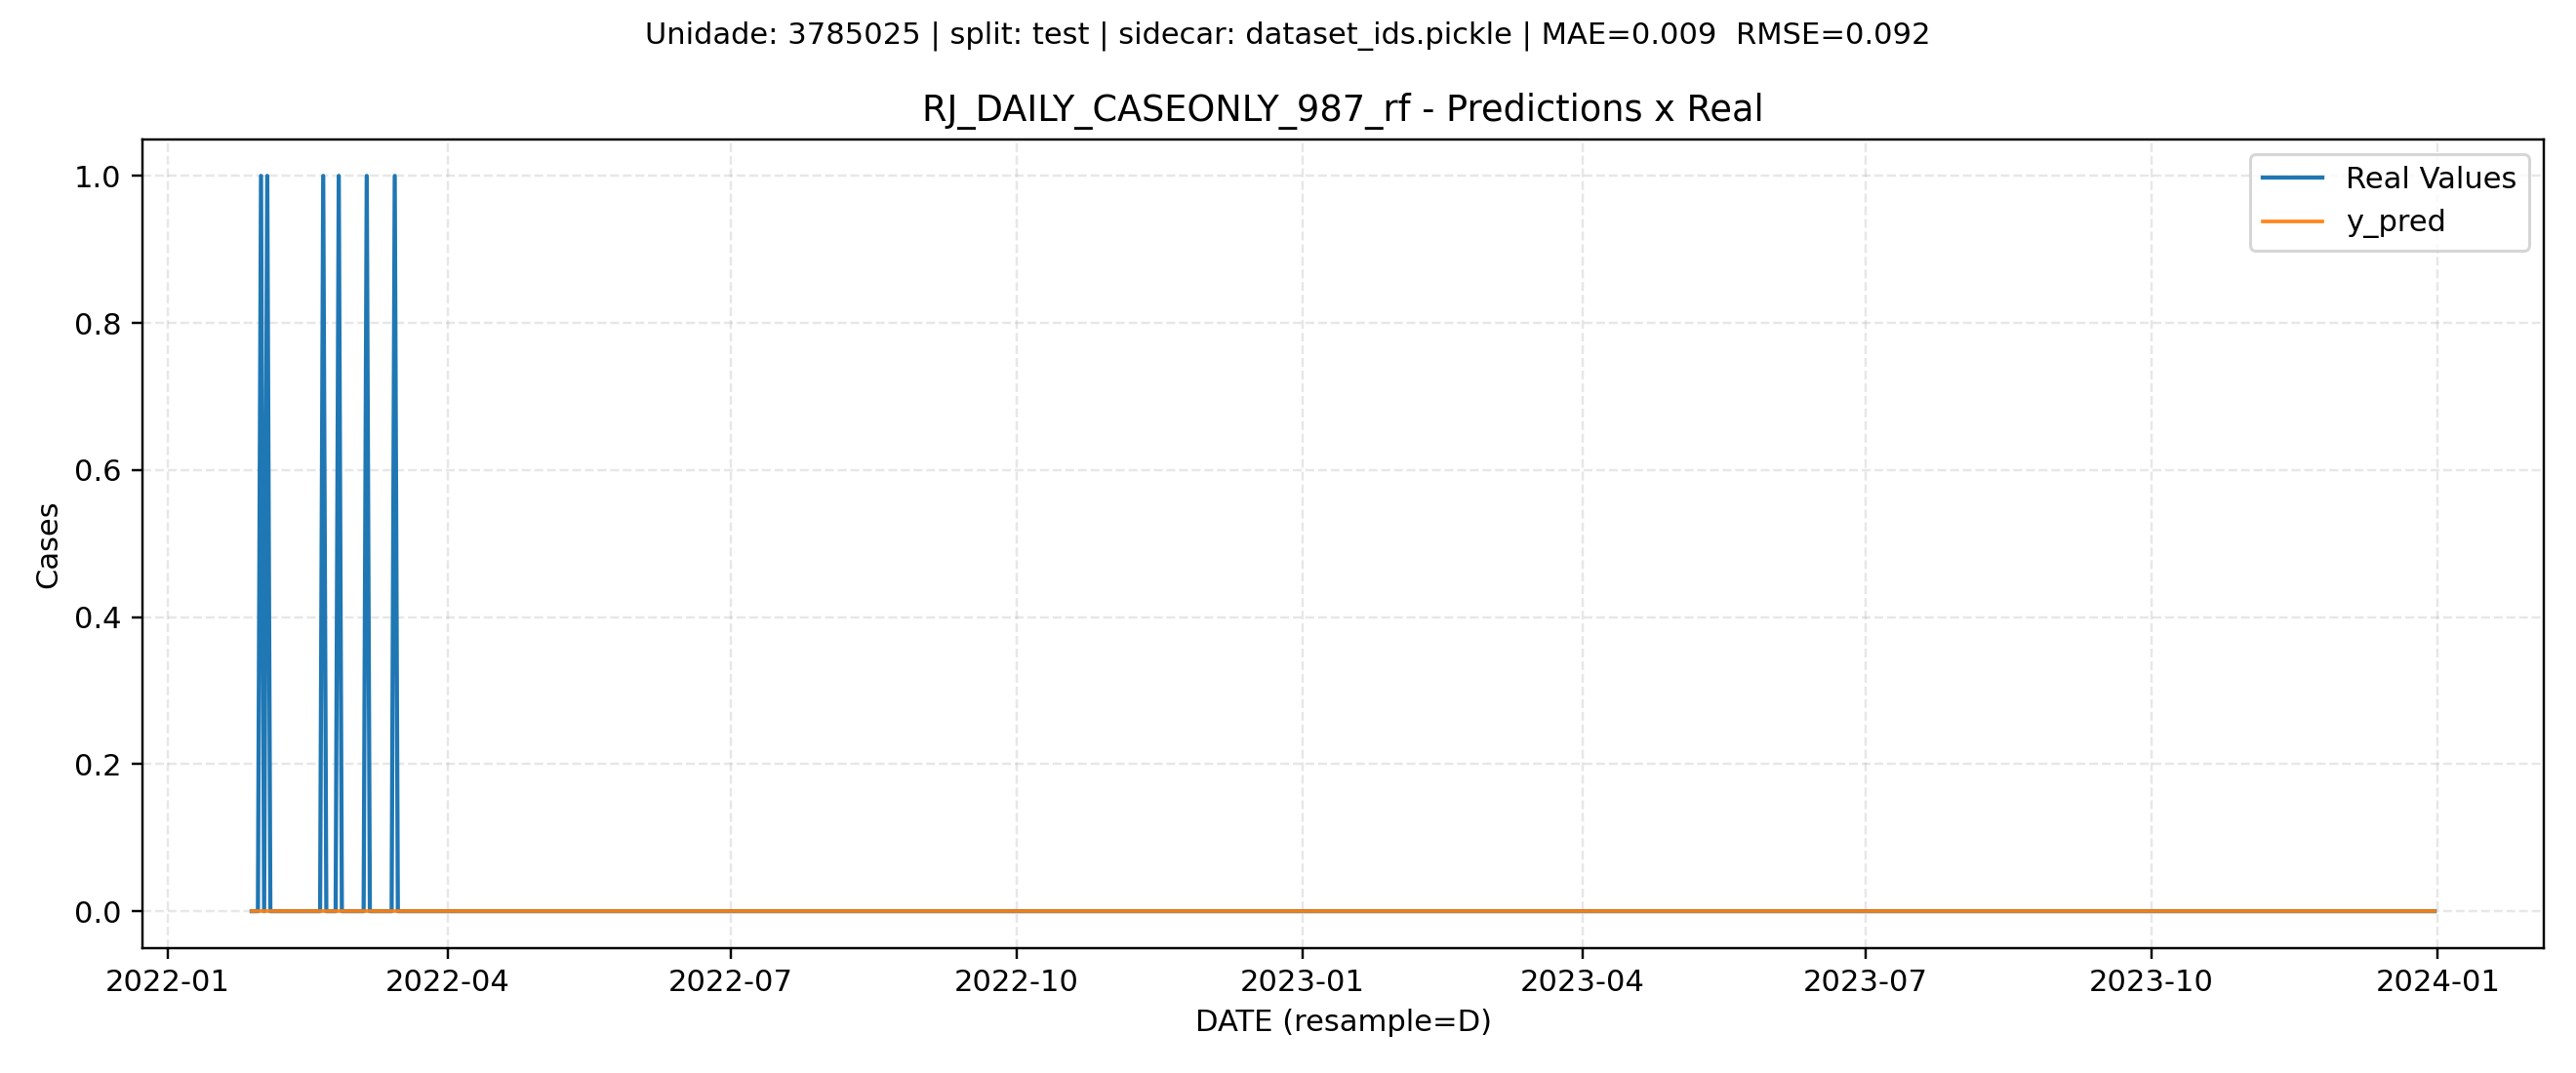 Unidade: 3785025 | split: test | sidecar: dataset_ids.pickle | MAE=0.009  RMSE=0.092
RJ_DAILY_CASEONLY_987_rf - Predictions x Real
Real Values
y_pred
1.0
0.8
0.6
0.4
0.2
0.0
Cases
2022-01
2022-04
2022-07
2022-10
2023-01
2023-04
2023-07
2023-10
2024-01
DATE (resample=D)